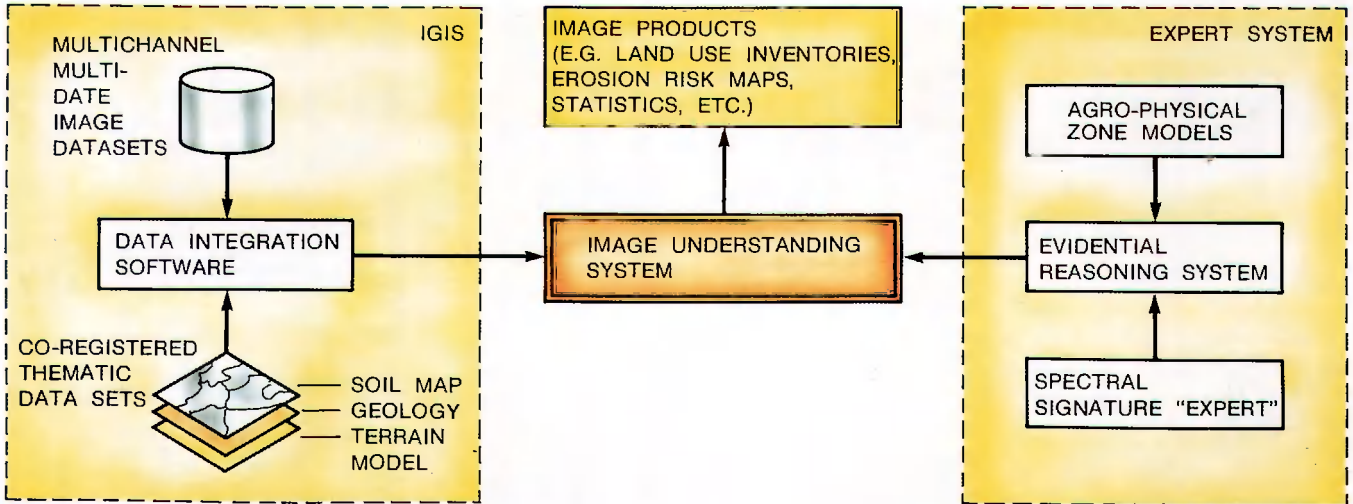 IGIS
MULTICHANNEL
MULTI-
DATE
IMAGE
DATASETS
DATA INTEGRATION
SOFTWARE
CO-REGISTERED
THEMATIC
DATA SETS
SOIL MAP
GEOLOGY
TERRAIN
MODEL
IMAGE PRODUCTS
(E.G. LAND USE INVENTORIES,
EROSION RISK MAPS,
STATISTICS, ETC.)
IMAGE UNDERSTANDING
SYSTEM
EXPERT SYSTEM
AGRO-PHYSICAL
ZONE MODELS
EVIDENTIAL
REASONING SYSTEM
SPECTRAL
SIGNATURE "EXPERT"